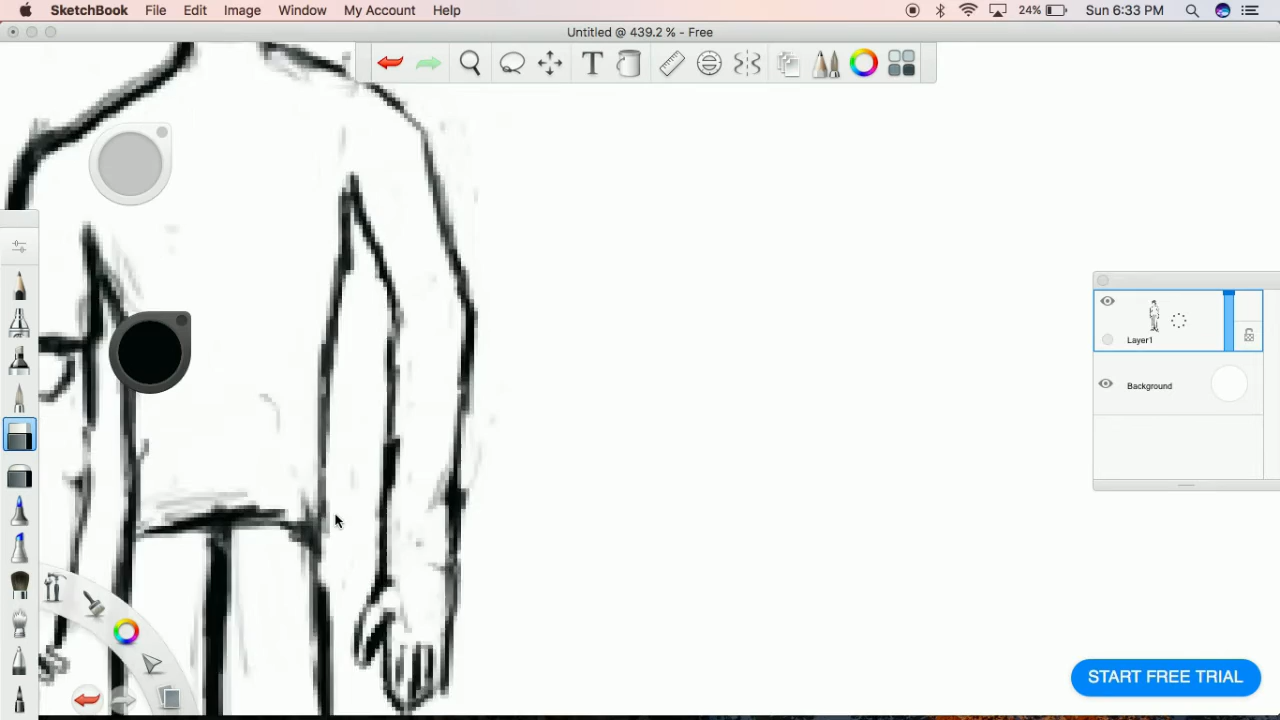 SketchBook File Edit Image Window My Account Help 24% Sun 6:33 PM
Untitled @ 439.2 % - Free
T
Layer1
Background
START FREE TRIAL